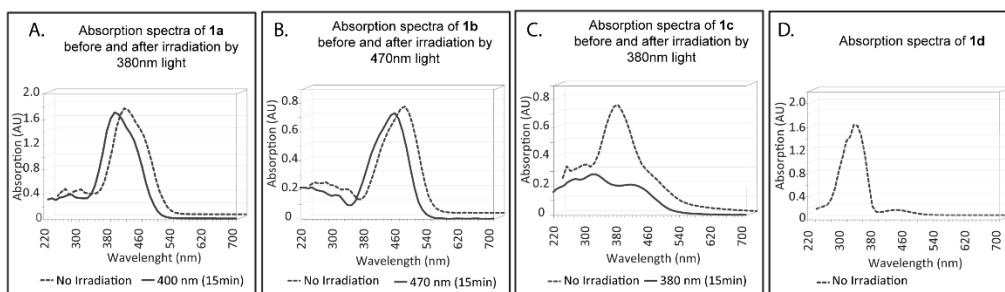 A.
Absorption spectra of 1a
before and after irradiation by
380nm light
Absorption (AU)
2.0
1.6
1.2
0.8
0.4
0
220
300
380
460
540
620
700
Wavelenght (nm)
No Irradiation
400 nm (15min)
B.
Absorption spectra of 1b
before and after irradiation by
470nm light
Absorption (AU)
0.8
0.6
0.4
0.2
0
220
300
380
460
540
620
700
Wavelength (nm)
No Irradiation
470 nm (15min)
C.
Absorption spectra of 1c
before and after irradiation by
380nm light
Absorption (AU)
0.8
0.6
0.4
0.2
0
220
300
380
460
540
620
700
Wavelength (nm)
No Irradiation
380 nm (15min)
D.
Absorption spectra of 1d
Absorption (AU)
2.0
1.6
1.2
0.8
0.4
0
220
300
380
460
540
620
700
Wavelength (nm)
No Irradiation